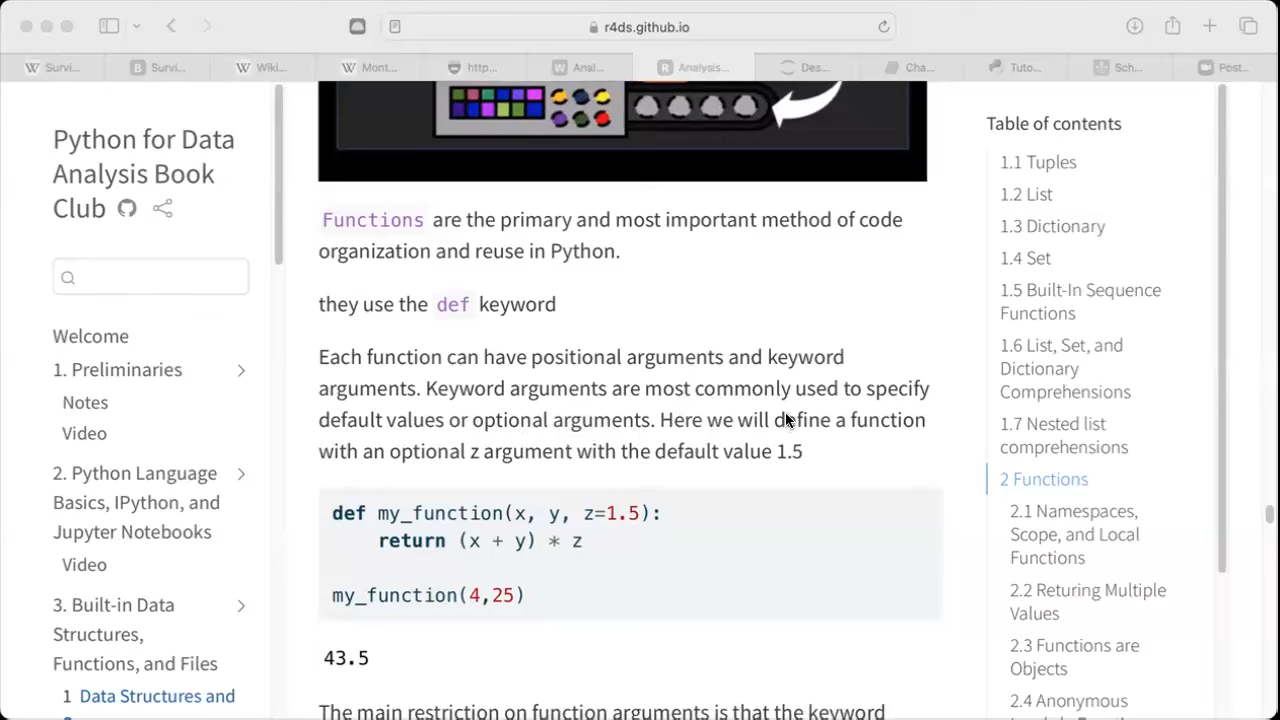 r4ds.github.io
Survi...
Survi...
Wiki...
Mont...
http...
Anal...
Analysis...
Des...
Cha...
Tuto...
Sch...
Post...
Python for Data
Analysis Book
Club
Welcome
1. Preliminaries
Notes
Video
2. Python Language
Basics, IPython, and
Jupyter Notebooks
Video
3. Built-in Data
Structures,
Functions, and Files
1 Data Structures and
Functions are the primary and most important method of code
organization and reuse in Python.
they use the def keyword
Each function can have positional arguments and keyword
arguments. Keyword arguments are most commonly used to specify
default values or optional arguments. Here we will define a function
with an optional z argument with the default value 1.5
def my_function(x, y, z=1.5):
return (x + y) * z
my_function(4,25)
43.5
The main restriction on function arguments is that the keyword
Table of contents
1.1 Tuples
1.2 List
1.3 Dictionary
1.4 Set
1.5 Built-In Sequence
Functions
1.6 List, Set, and
Dictionary
Comprehensions
1.7 Nested list
comprehensions
2 Functions
2.1 Namespaces,
Scope, and Local
Functions
2.2 Returing Multiple
Values
2.3 Functions are
Objects
2.4 Anonymous